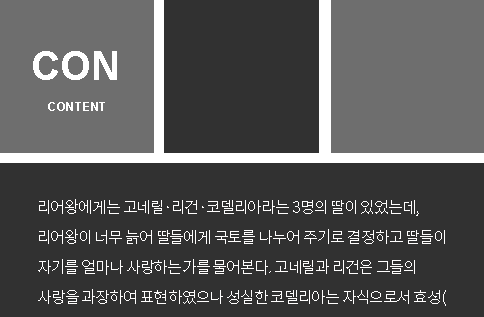 CON
CONTENT
리어왕에게는 고네릴·리건·코델리아라는 3명의 딸이 있었는데,
리어왕이 너무 늙어 딸들에게 국토를 나누어 주기로 결정하고 딸들이
자기를 얼마나 사랑하는가를 물어본다. 고네릴과 리건은 그들의
사랑을 과장하여 표현하였으나 성실한 코델리아는 자식으로서 효성(